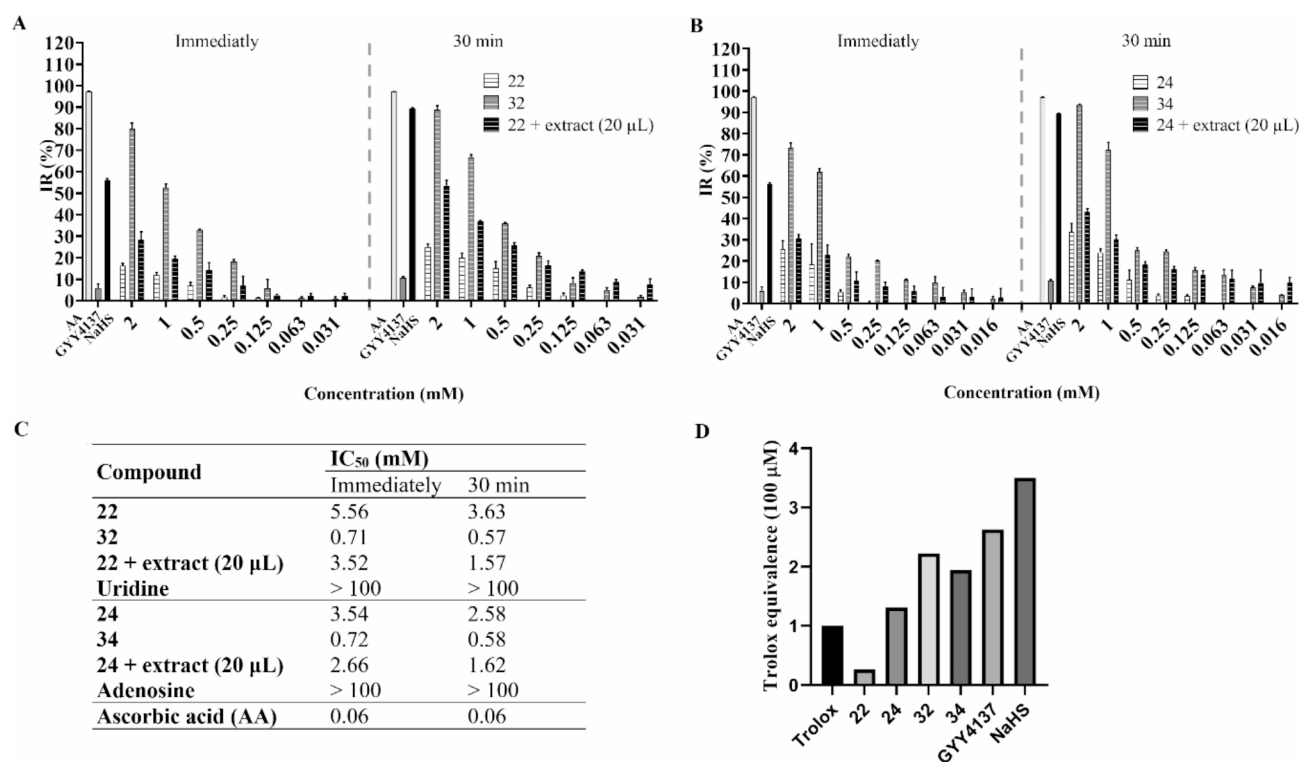 A
Immediatly
30 min
IR (%)
120
110
100
90
80
70
60
50
40
30
20
10
0
22
32
22 + extract (20 µL)
AA
GYY4137
NaHS
2
1
0.5
0.25
0.125
0.063
0.031
AA
GYY4137
NaHS
2
1
0.5
0.25
0.125
0.063
0.031
Concentration (mM)
B
Immediatly
30 min
IR (%)
120
110
100
90
80
70
60
50
40
30
20
10
0
24
34
24 + extract (20 µL)
AA
GYY4137
NaHS
2
1
0.5
0.25
0.125
0.063
0.031
0.016
AA
GYY4137
NaHS
2
1
0.5
0.25
0.125
0.063
0.031
0.016
Concentration (mM)
C
Compound IC₅₀ (mM)
Immediately 30 min
22 5.56 3.63
32 0.71 0.57
22 + extract (20 µL) 3.52 1.57
Uridine > 100 > 100
24 3.54 2.58
34 0.72 0.58
24 + extract (20 µL) 2.66 1.62
Adenosine > 100 > 100
Ascorbic acid (AA) 0.06 0.06
D
Trolox equivalence (100 µM)
4
3
2
1
0
Trolox
22
24
32
34
GYY4137
NaHS